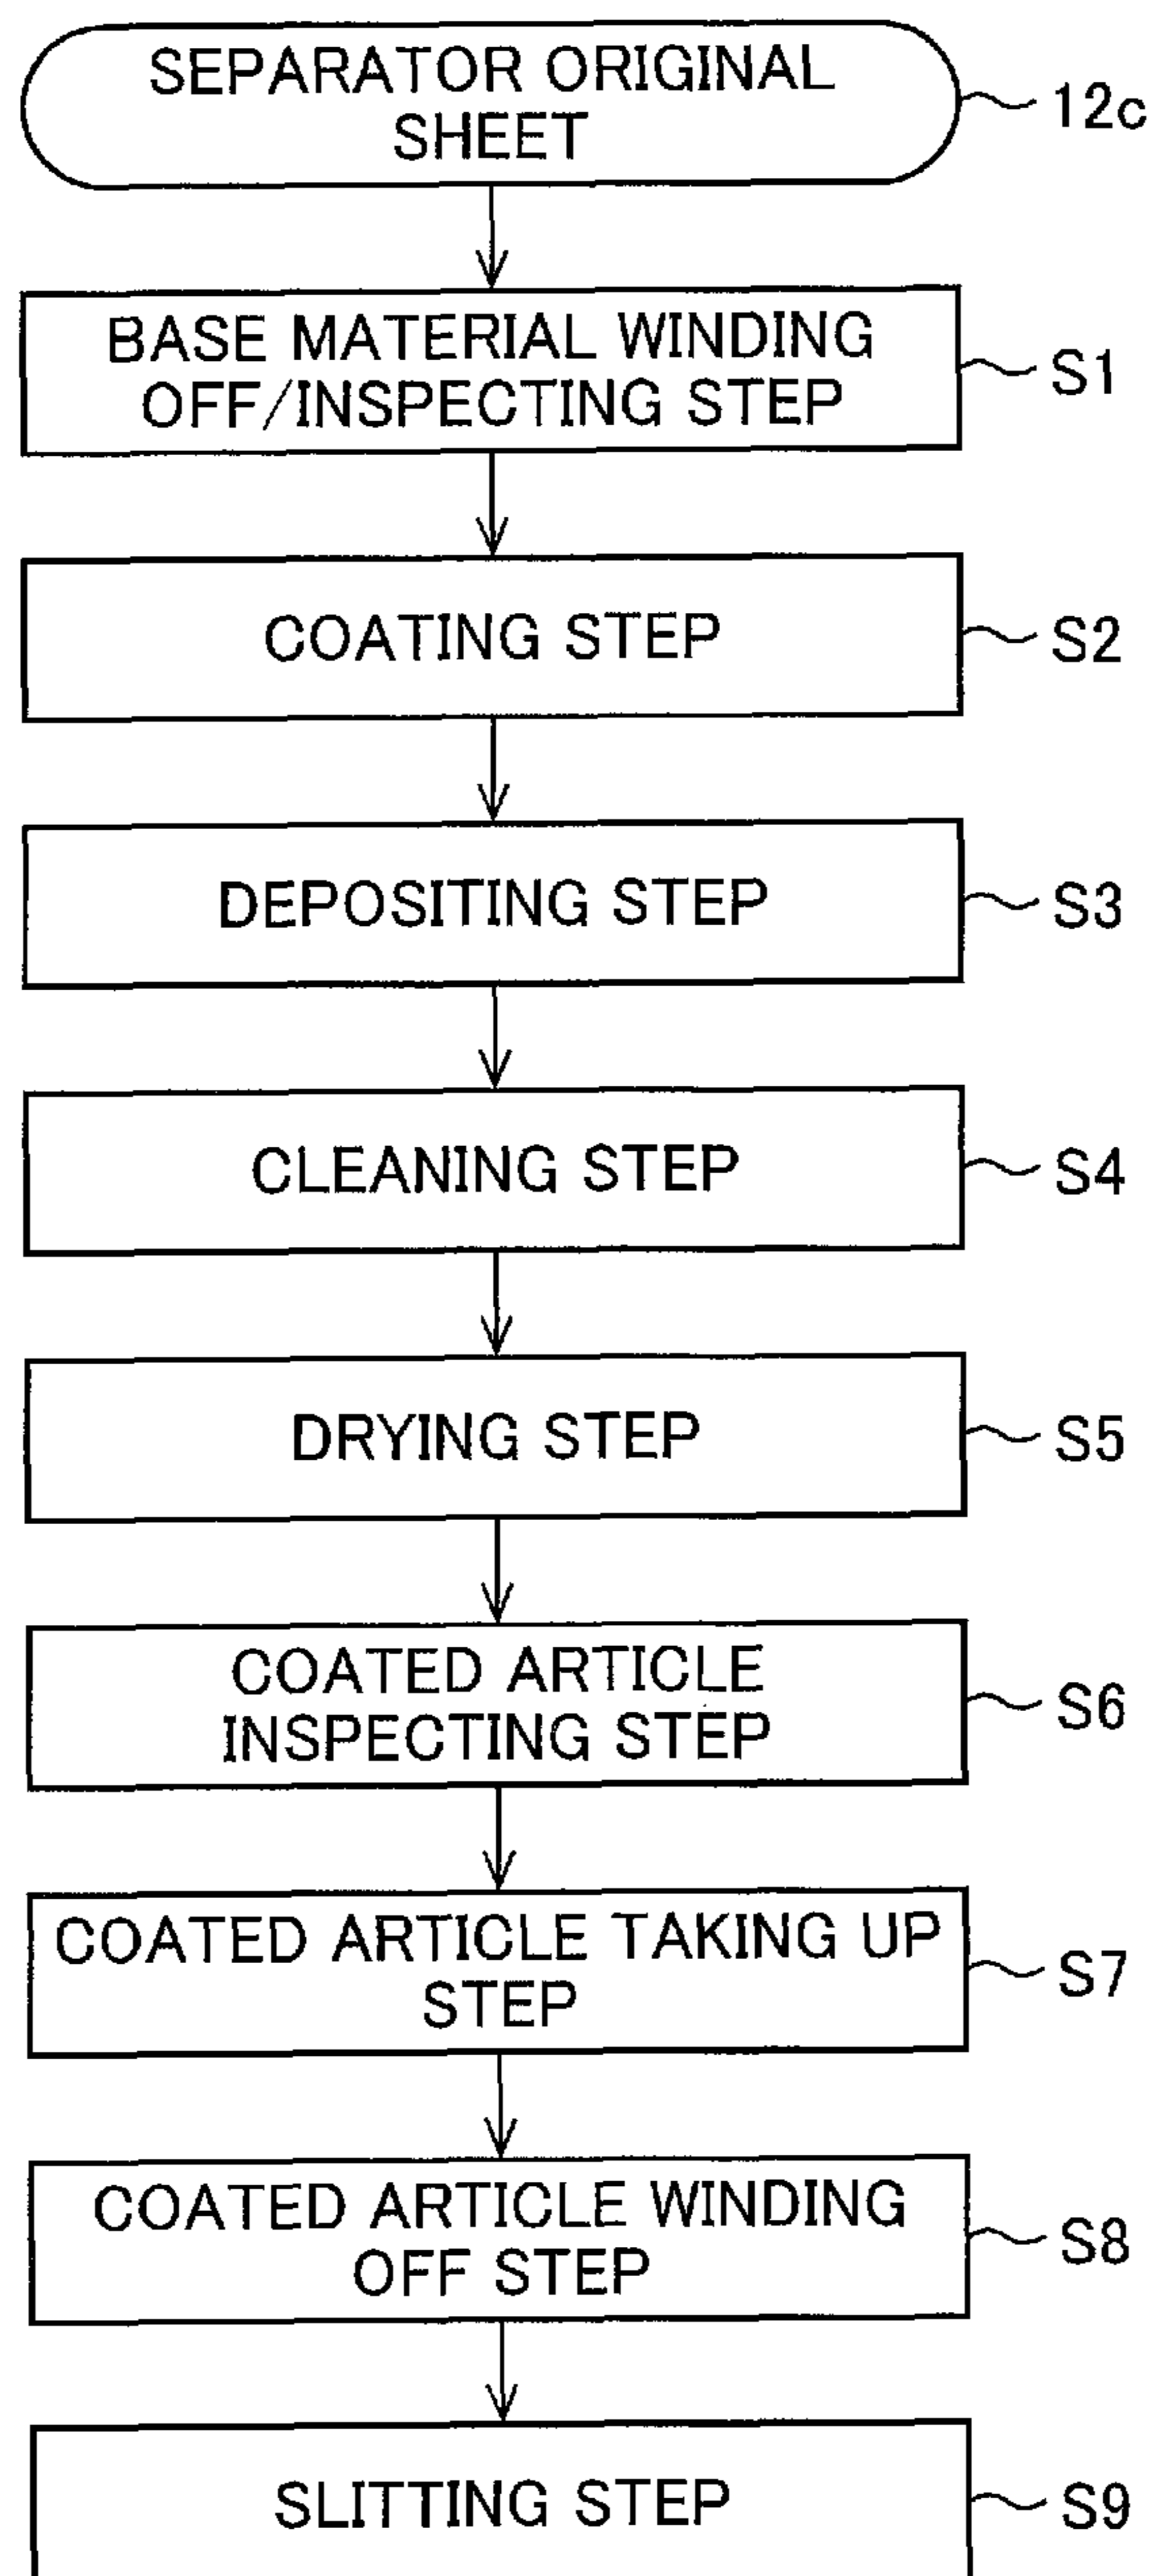 SEPARATOR ORIGINAL
SHEET
12c
BASE MATERIAL WINDING
OFF/INSPECTING STEP
S1
COATING STEP
S2
DEPOSITING STEP
S3
CLEANING STEP
S4
DRYING STEP
S5
COATED ARTICLE
INSPECTING STEP
S6
COATED ARTICLE TAKING UP
STEP
S7
COATED ARTICLE WINDING
OFF STEP
S8
SLITTING STEP
S9